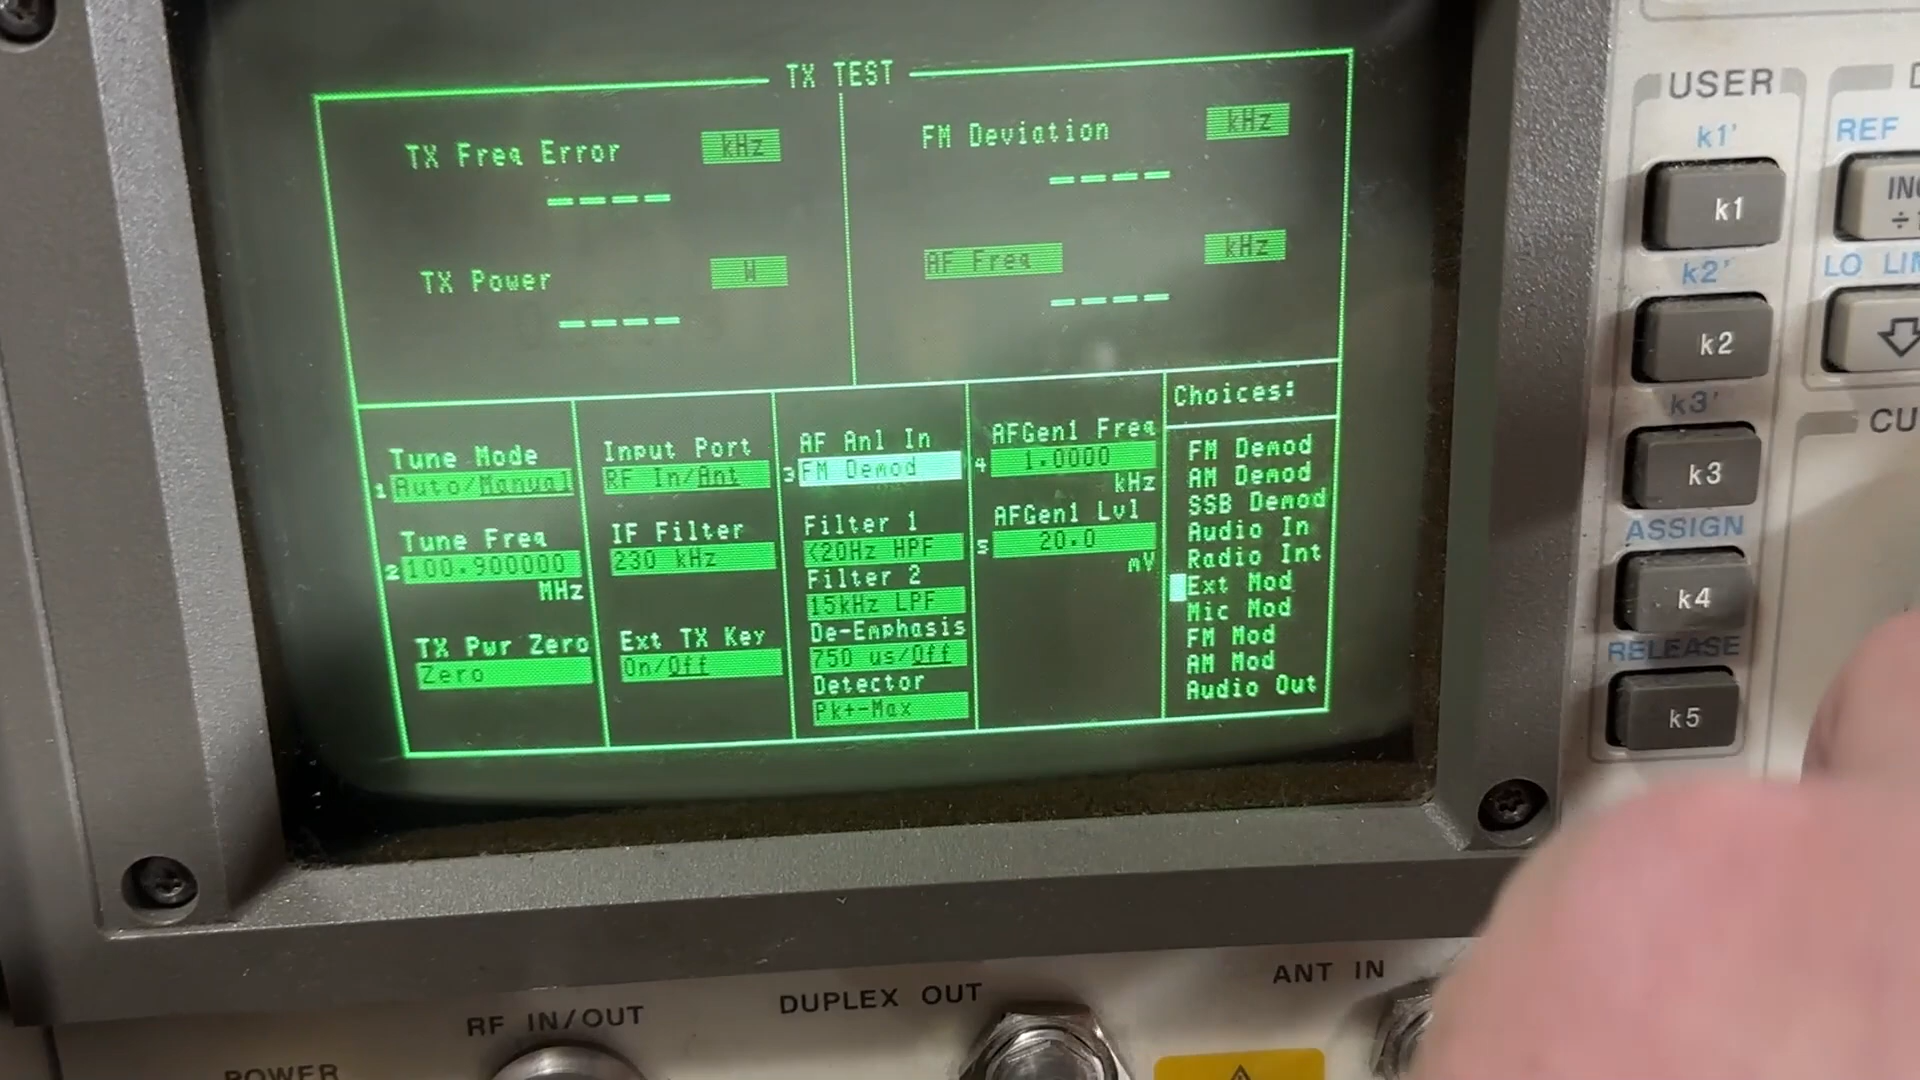 TX TEST
TX Freq Error kHz
----
FM Deviation kHz
----
TX Power W
----
AF Freq kHz
----
Tune Mode
1 Auto/Manual
Tune Freq
2 100.900000
MHz
TX Pwr Zero
Zero
Input Port
RF In/Ant
IF Filter
230 kHz
Ext TX Key
On/Off
AF Anl In
3 FM Demod
Filter 1
<20Hz HPF
Filter 2
15kHz LPF
De-Emphasis
750 us/Off
Detector
Pk+-Max
AFGen1 Freq
4 1.0000
kHz
AFGen1 Lvl
5 20.0
mV
Choices:
FM Demod
AM Demod
SSB Demod
Audio In
Radio Int
Ext Mod
Mic Mod
FM Mod
AM Mod
Audio Out
USER
k1'
k1
k2'
k2
k3'
k3
ASSIGN
k4
RELEASE
k5
REF
LO
CU
ANT IN
DUPLEX OUT
RF IN/OUT
POWER